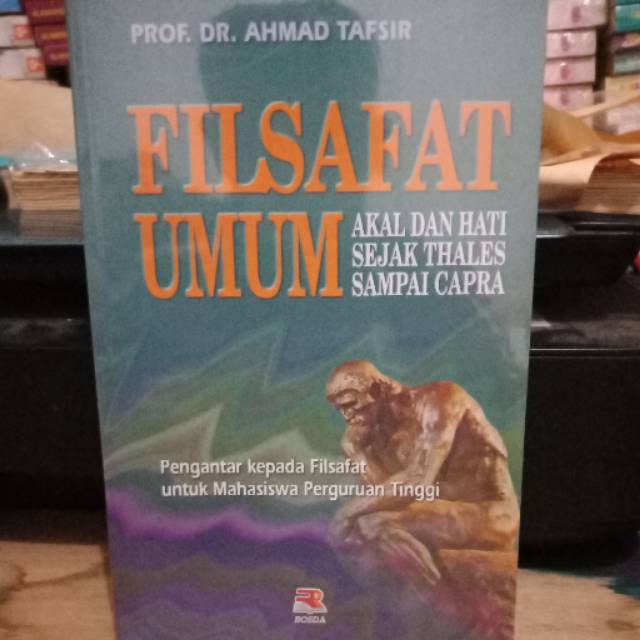 PROF. DR. AHMAD TAFSIR
FILSAFAT
UMUM
AKAL DAN HATI
SEJAK THALES
SAMPAI CAPRA
Pengantar kepada Filsafat
untuk Mahasiswa Perguruan Tinggi
ROSDA